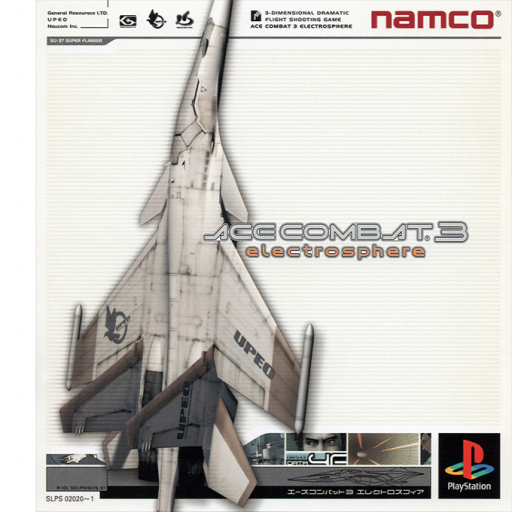 General Resource LTD.
UPEO
Neucom Inc.
3-DIMENSIONAL DRAMATIC
FLIGHT SHOOTING GAME
ACE COMBAT 3 ELECTROSPHERE
namco®
SU-37 SUPER FLANKER
ACE COMBAT. 3
electrosphere
UPEO
UPEO
DATA
エースコンバット3 エレクトロスフィア
SLPS 02020~1
PlayStation